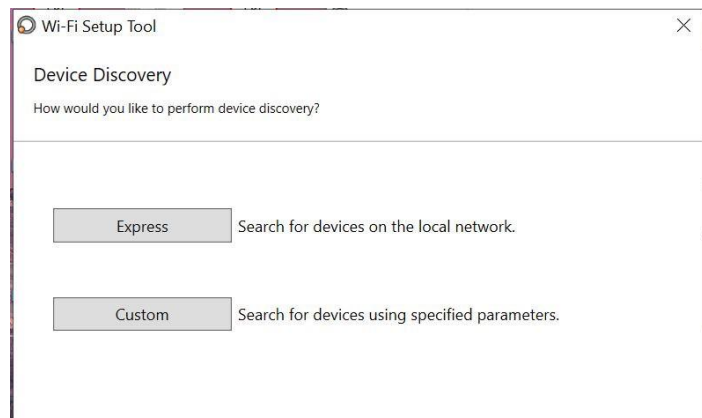 Wi-Fi Setup Tool
Device Discovery
How would you like to perform device discovery?
Express Search for devices on the local network.
Custom Search for devices using specified parameters.